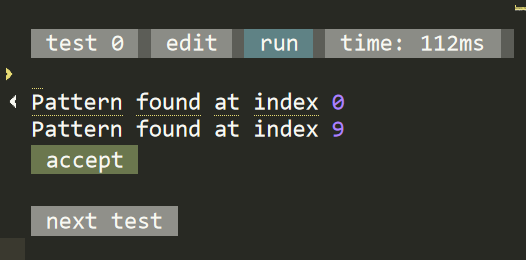 test 0 edit run time: 112ms
Pattern found at index 0
Pattern found at index 9
accept
next test